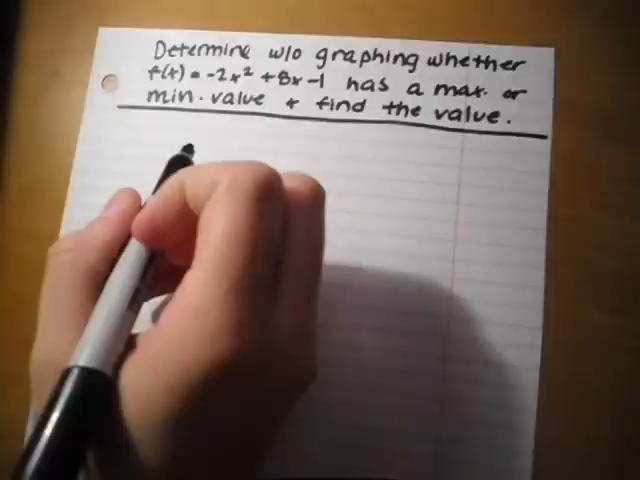 Determine w/o graphing whether
f(x) = -2x² + 8x - 1 has a max. or
min. value + find the value.